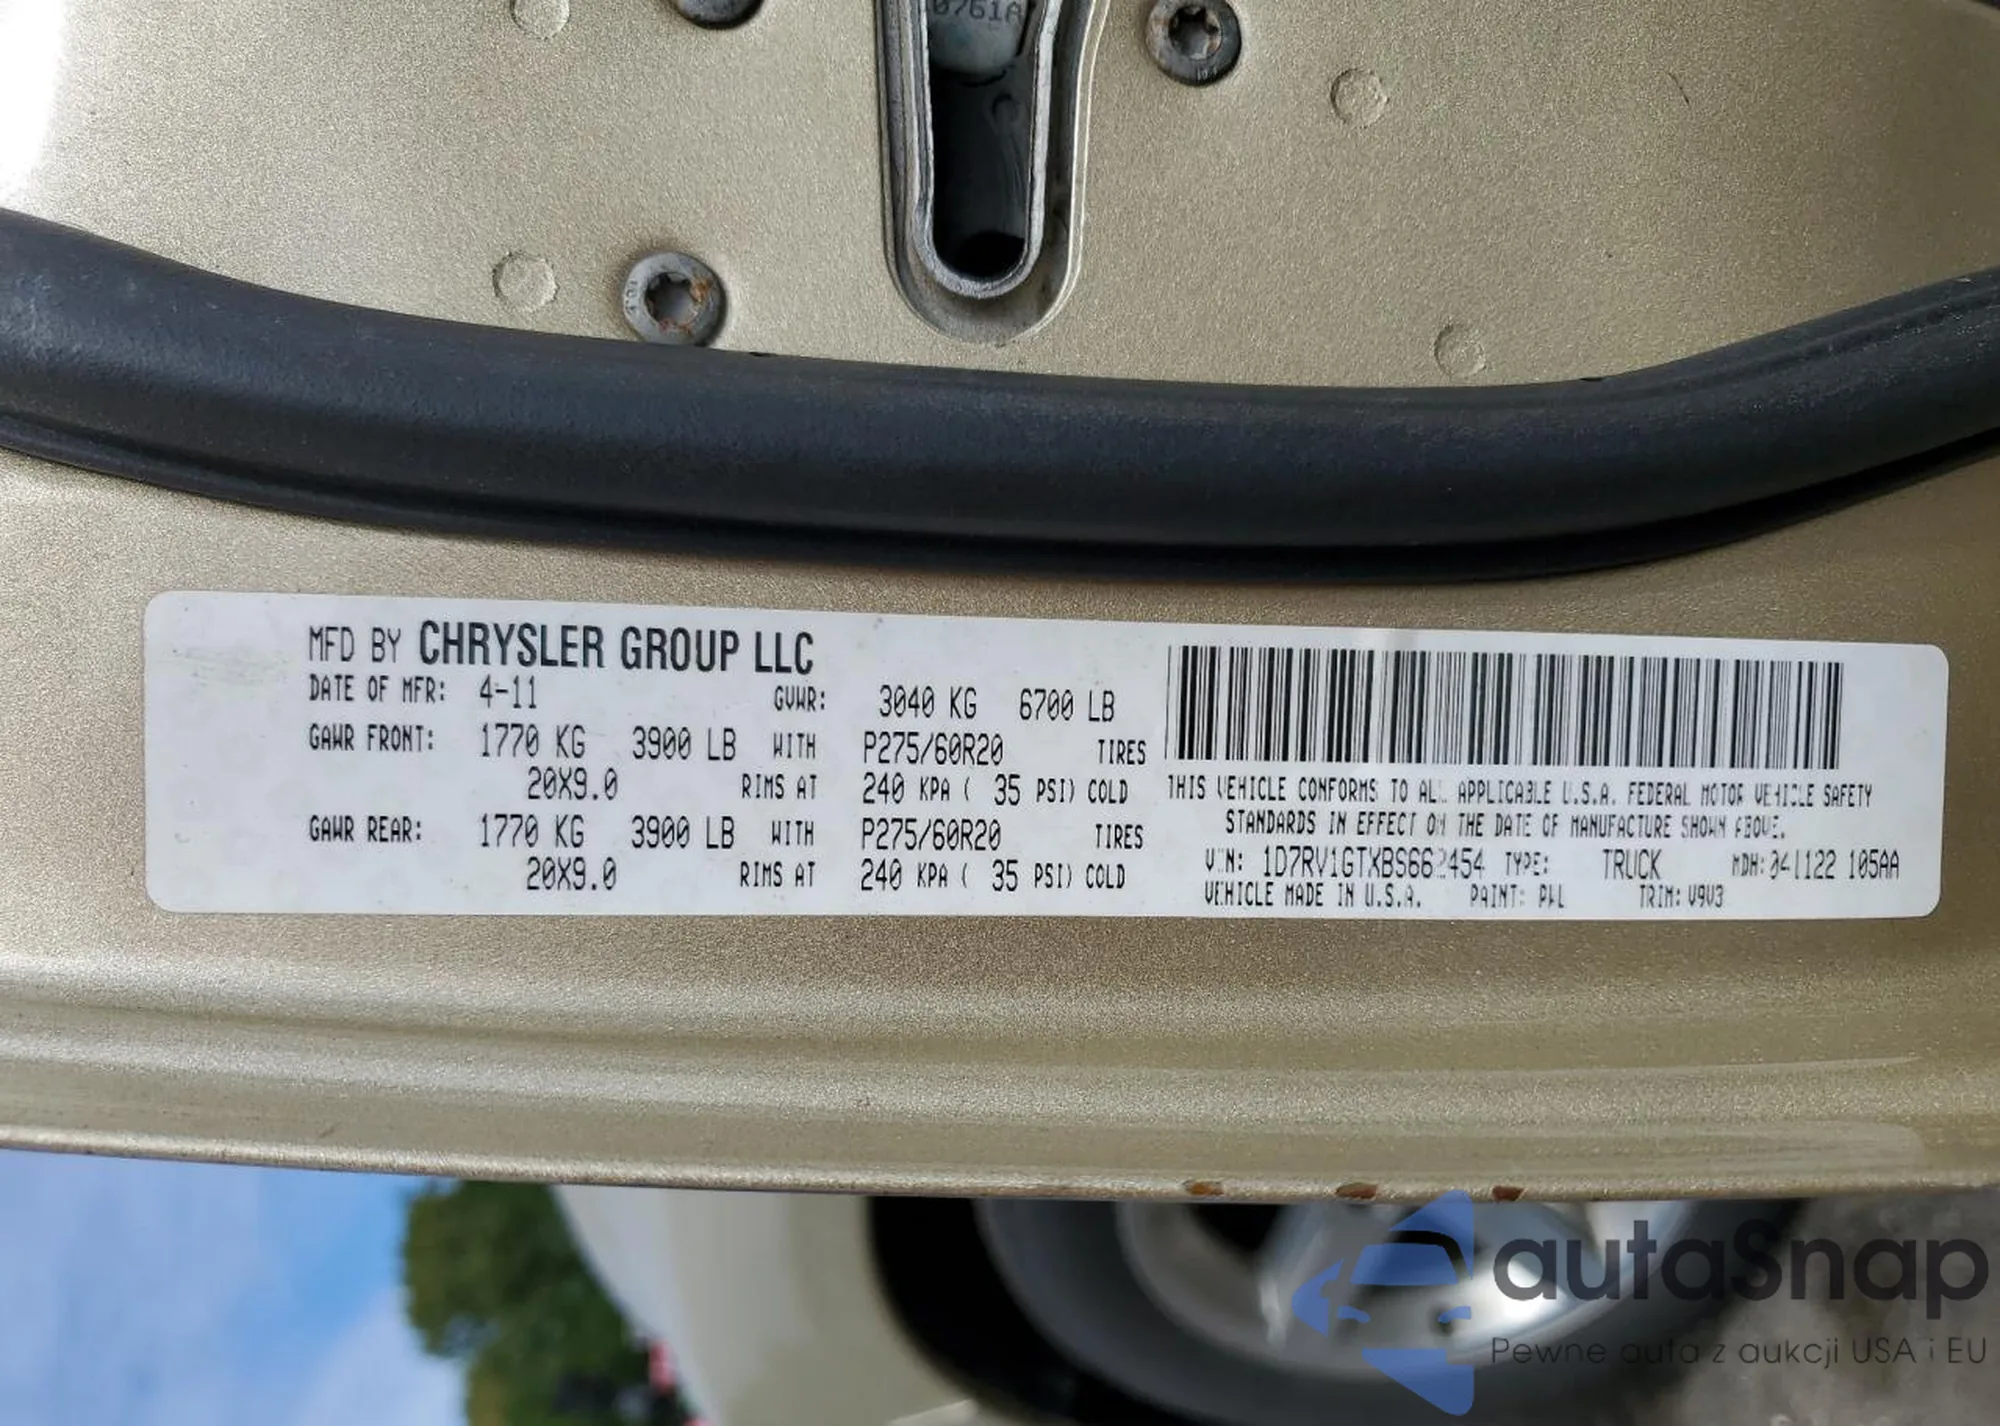 0761A
MFD BY CHRYSLER GROUP LLC
DATE OF MFR: 4-11 GVWR: 3040 KG 6700 LB
GAWR FRONT: 1770 KG 3900 LB WITH P275/60R20 TIRES
20X9.0 RIMS AT 240 KPA ( 35 PSI) COLD
GAWR REAR: 1770 KG 3900 LB WITH P275/60R20 TIRES
20X9.0 RIMS AT 240 KPA ( 35 PSI) COLD
THIS VEHICLE CONFORMS TO ALL APPLICABLE U.S.A. FEDERAL MOTOR VEHICLE SAFETY
STANDARDS IN EFFECT ON THE DATE OF MANUFACTURE SHOWN ABOVE.
VIN: TYPE: TRUCK MDH: 105AA
VEHICLE MADE IN U.S.A. PAINT: TRIM: V9V3
autaSnap
Pewne auta z aukcji USA i EU